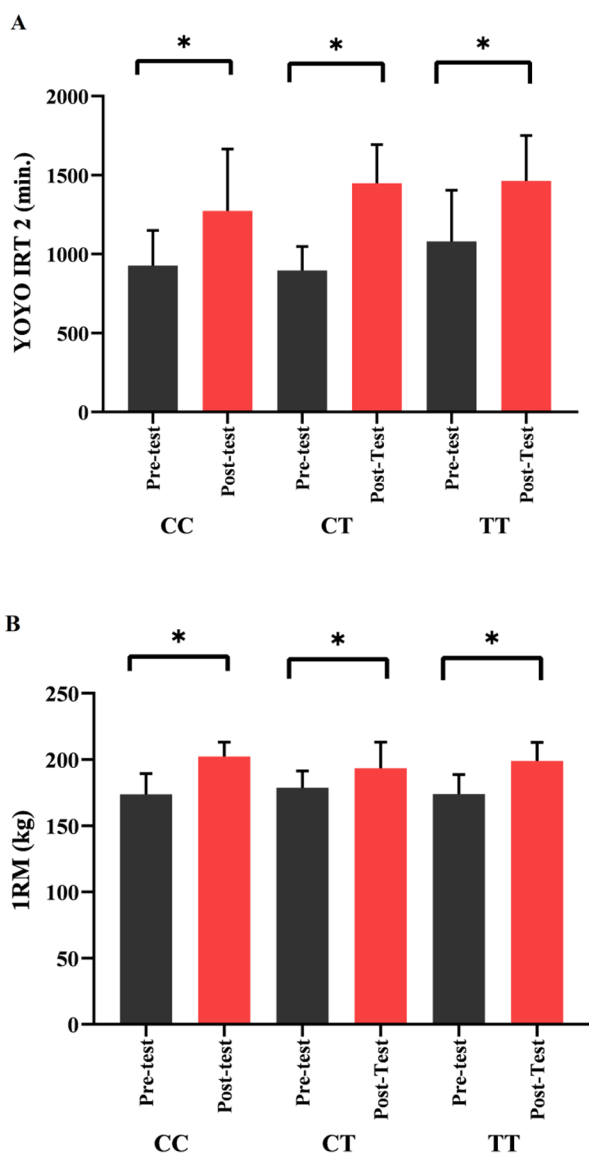 A
* * *
YOYO IRT 2 (min.)
2000
1500
1000
500
0
Pre-test Post-test Pre-test Post-Test Pre-test Post-Test
CC CT TT
B
* * *
1RM (kg)
250
200
150
100
50
0
Pre-test Post-test Pre-test Post-Test Pre-test Post-Test
CC CT TT